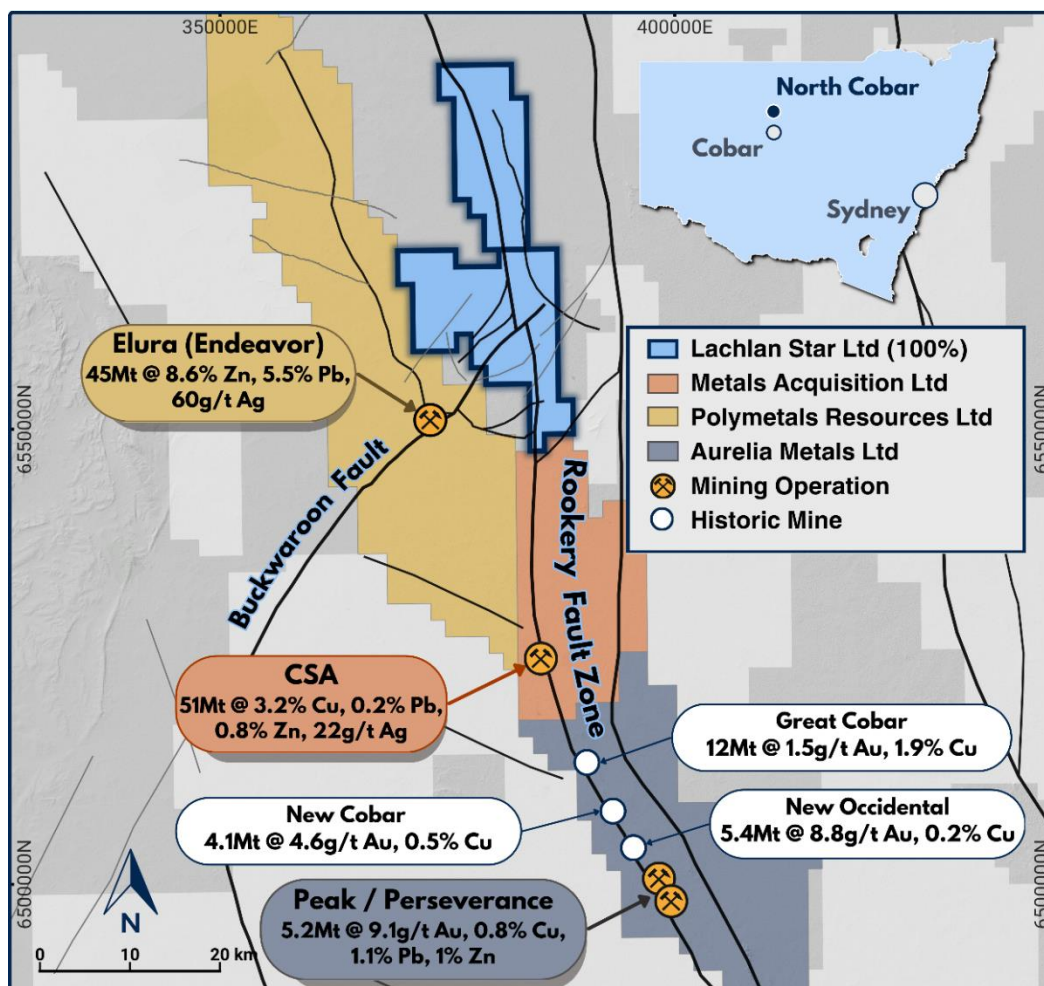 350000E
400000E
North Cobar
Cobar
Sydney
Elura (Endeavor)
45Mt @ 8.6% Zn, 5.5% Pb,
60g/t Ag
Lachlan Star Ltd (100%)
Metals Acquisition Ltd
Polymetals Resources Ltd
Aurelia Metals Ltd
Mining Operation
Historic Mine
6550000N
6550000N
Buckwaroon Fault
Rookery Fault Zone
CSA
51Mt @ 3.2% Cu, 0.2% Pb,
0.8% Zn, 22g/t Ag
Great Cobar
12Mt @ 1.5g/t Au, 1.9% Cu
New Cobar
4.1Mt @ 4.6g/t Au, 0.5% Cu
New Occidental
5.4Mt @ 8.8g/t Au, 0.2% Cu
6500000N
6500000N
Peak / Perseverance
5.2Mt @ 9.1g/t Au, 0.8% Cu,
1.1% Pb, 1% Zn
N
0 10 20 km